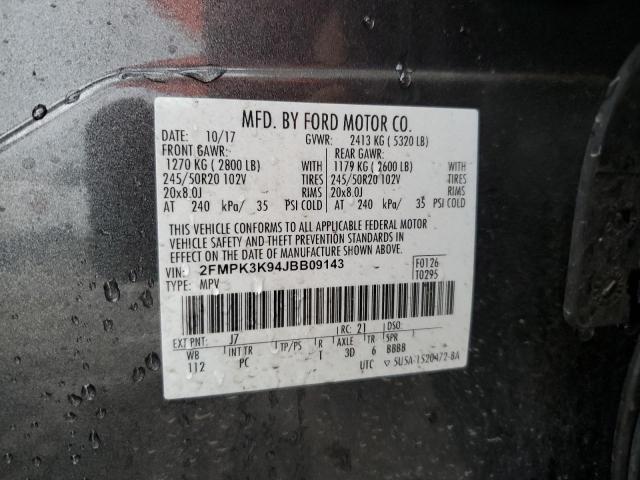 MFD. BY FORD MOTOR CO.
DATE: 10/17 GVWR: 2413 KG ( 5320 LB)
FRONT GAWR: REAR GAWR:
1270 KG ( 2800 LB) WITH 1179 KG ( 2600 LB) WITH
245/50R20 102V TIRES 245/50R20 102V TIRES
20x8.0J RIMS 20x8.0J RIMS
AT 240 kPa/ 35 PSI COLD AT 240 kPa/ 35 PSI COLD
THIS VEHICLE CONFORMS TO ALL APPLICABLE FEDERAL MOTOR
VEHICLE SAFETY AND THEFT PREVENTION STANDARDS IN
EFFECT ON THE DATE OF MANUFACTURE SHOWN ABOVE.
VIN: 2FMPK3K94JBB09143 F0126
TYPE: MPV T0295
EXT PNT: J7 RC: 21 DSO:
WB INT TR TP/PS R AXLE TR SPR
112 PC T 3D 6 BBBB
UTC ▽ 5U5A-1520472-BA